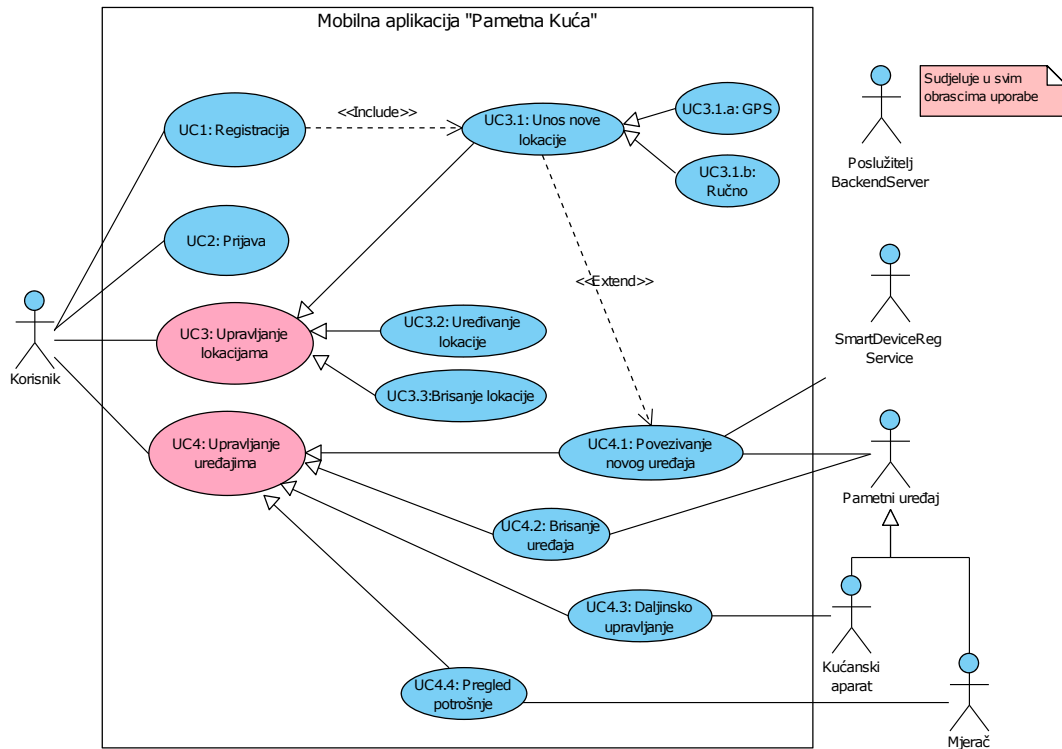 Mobilna aplikacija "Pametna Kuća"
UC1: Registracija
<<Include>>
UC3.1: Unos nove
lokacije
UC3.1.a: GPS
UC3.1.b:
Ručno
Sudjeluje u svim
obrascima uporabe
Poslužitelj
BackendServer
UC2: Prijava
<<Extend>>
SmartDeviceReg
Service
Korisnik
UC3: Upravljanje
lokacijama
UC3.2: Uređivanje
lokacije
UC3.3:Brisanje lokacije
UC4: Upravljanje
uređajima
UC4.1: Povezivanje
novog uređaja
Pametni uređaj
UC4.2: Brisanje
uređaja
UC4.3: Daljinsko
upravljanje
Kućanski
aparat
UC4.4: Pregled
potrošnje
Mjerač